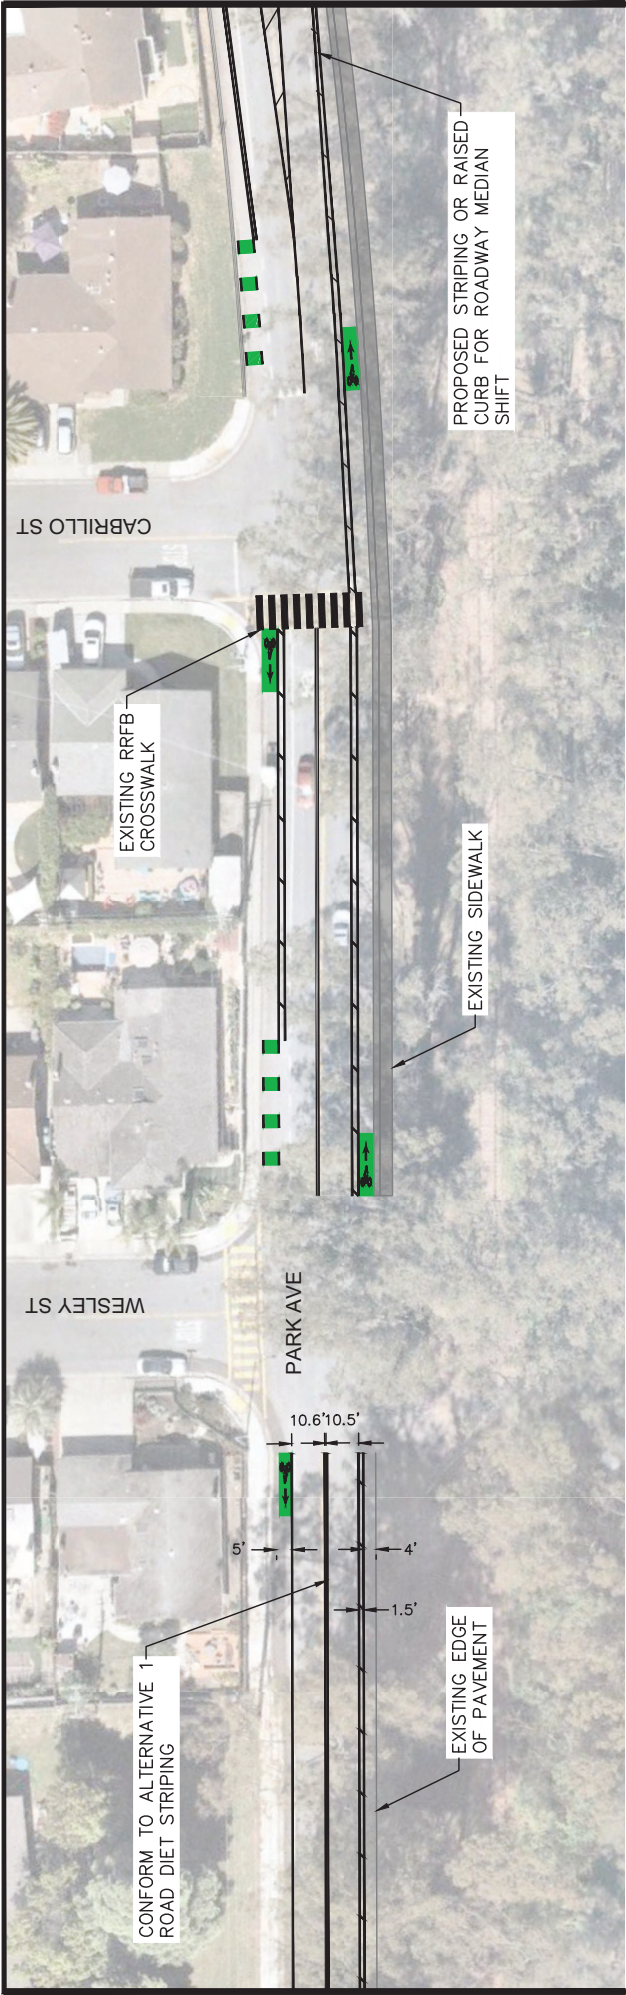 CONFORM TO ALTERNATIVE 1
ROAD DIET STRIPING
WESLEY ST
EXISTING RRFB
CROSSWALK
CABRILLO ST
PARK AVE
10.6'
10.5'
5'
4'
1.5'
EXISTING EDGE
OF PAVEMENT
EXISTING SIDEWALK
PROPOSED STRIPING OR RAISED
CURB FOR ROADWAY MEDIAN
SHIFT